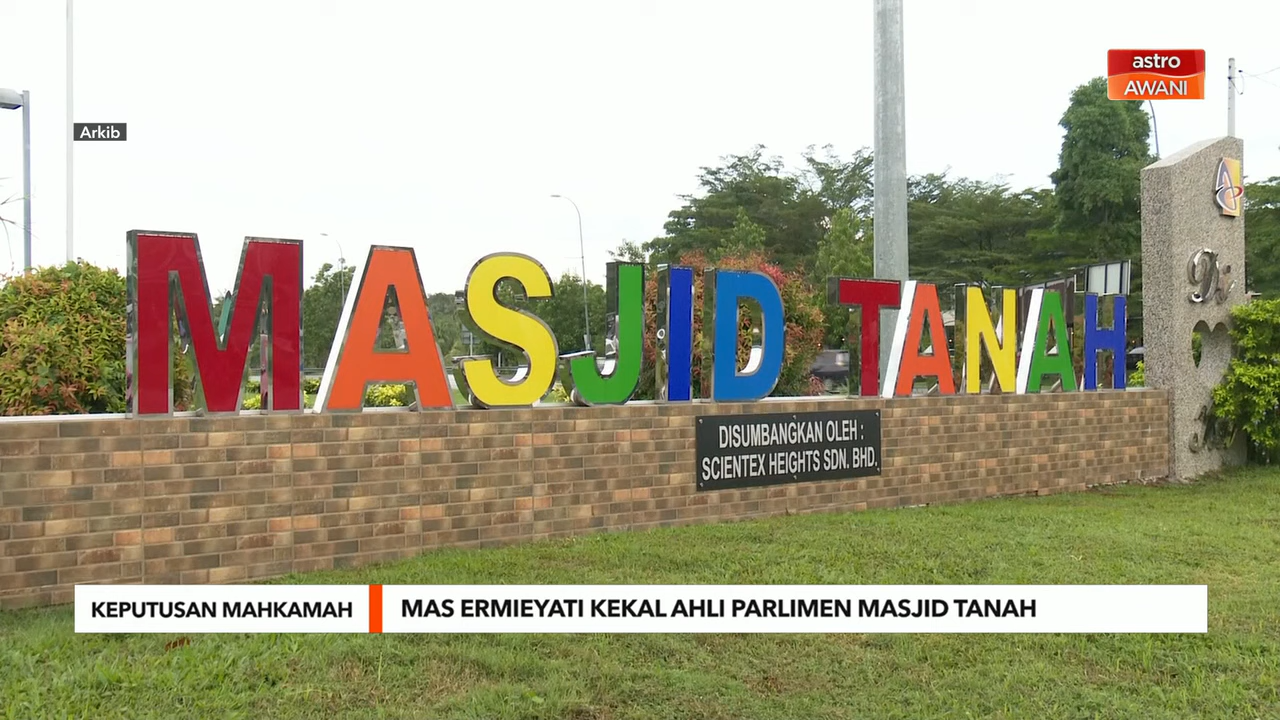 astro
AWANI
Arkib
MASJID TANAH
DISUMBANGKAN OLEH :
SCIENTEX HEIGHTS SDN. BHD.
KEPUTUSAN MAHKAMAH
MAS ERMIEYATI KEKAL AHLI PARLIMEN MASJID TANAH